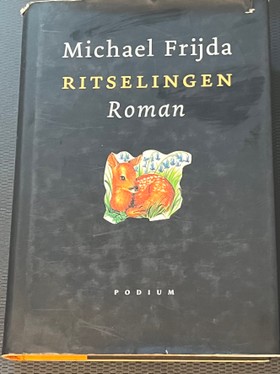 Michael Frijda
RITSELINGEN
Roman
PODIUM